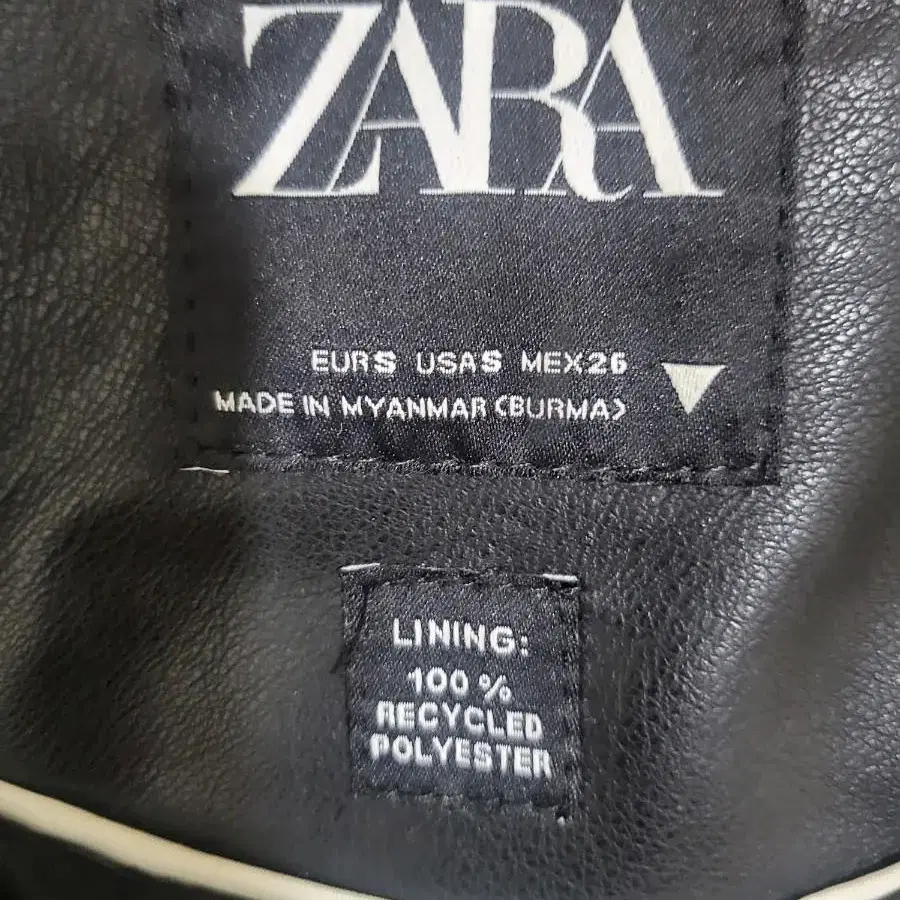 ZARA
EUR S USA S MEX 26
MADE IN MYANMAR (BURMA)
LINING:
100 %
RECYCLED
POLYESTER